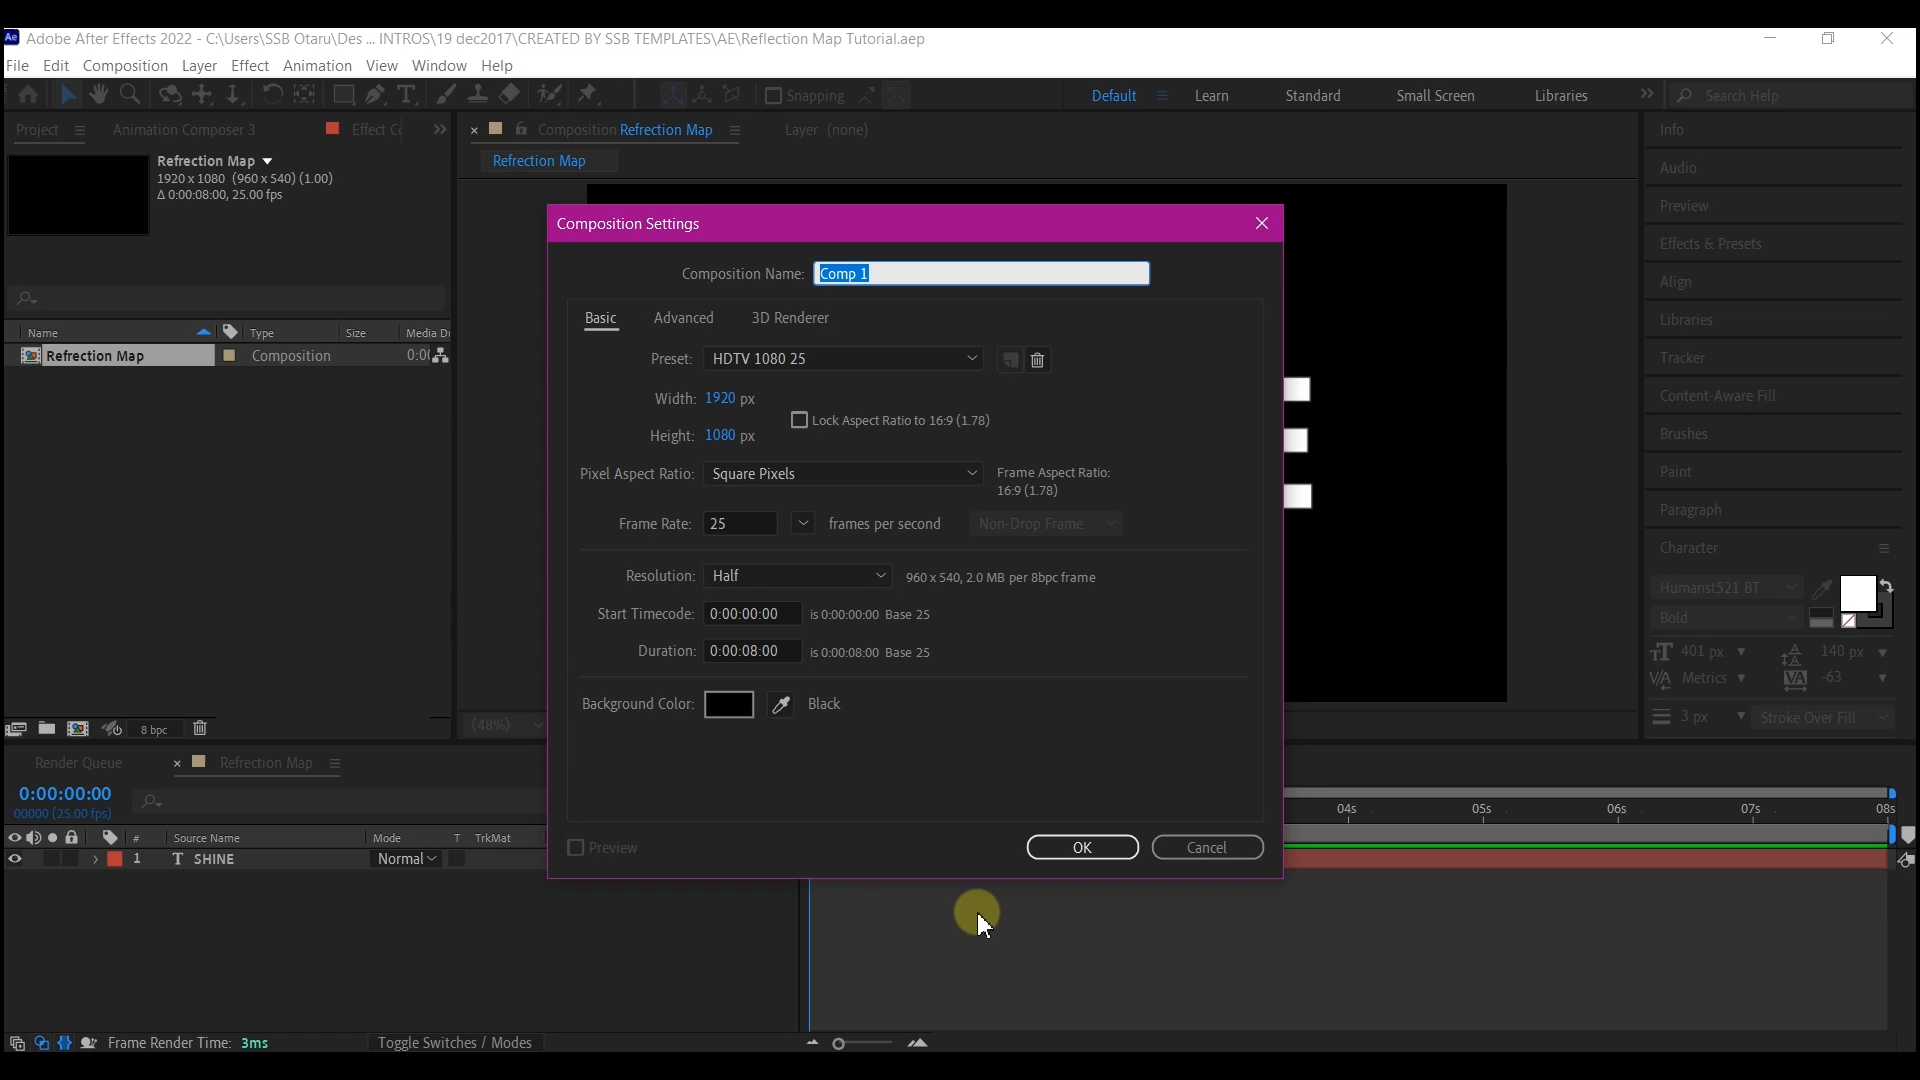 Ae Adobe After Effects 2022 - C:\Users\SSB Otaru\Des ... INTROS\19 dec2017\CREATED BY SSB TEMPLATES\AE\Reflection Map Tutorial.aep
File Edit Composition Layer Effect Animation View Window Help
Snapping Default Learn Standard Small Screen Libraries Search Help
Project Animation Composer 3 Effect Cc Composition Refrection Map Layer (none)
Refrection Map
Refrection Map
1920 x 1080 (960 x 540) (1.00)
Δ 0:00:08:00, 25.00 fps
Name Type Size Media Du
Refrection Map Composition 0:00
8 bpc
(48%)
Composition Settings
Composition Name: Comp 1
Basic Advanced 3D Renderer
Preset: HDTV 1080 25
Width: 1920 px
Lock Aspect Ratio to 16:9 (1.78)
Height: 1080 px
Pixel Aspect Ratio: Square Pixels Frame Aspect Ratio:
16:9 (1.78)
Frame Rate: 25 frames per second Non-Drop Frame
Resolution: Half 960 x 540, 2.0 MB per 8bpc frame
Start Timecode: 0:00:00:00 is 0:00:00:00 Base 25
Duration: 0:00:08:00 is 0:00:08:00 Base 25
Background Color: Black
Preview OK Cancel
Info
Audio
Preview
Effects & Presets
Align
Libraries
Tracker
Content-Aware Fill
Brushes
Paint
Paragraph
Character
Humanst521 BT
Bold
401 px 140 px
Metrics -63
3 px Stroke Over Fill
Render Queue Refrection Map
0:00:00:00
00000 (25.00 fps)
04s 05s 06s 07s 08s
# Source Name Mode T TrkMat
1 T SHINE Normal
Frame Render Time: 3ms Toggle Switches / Modes